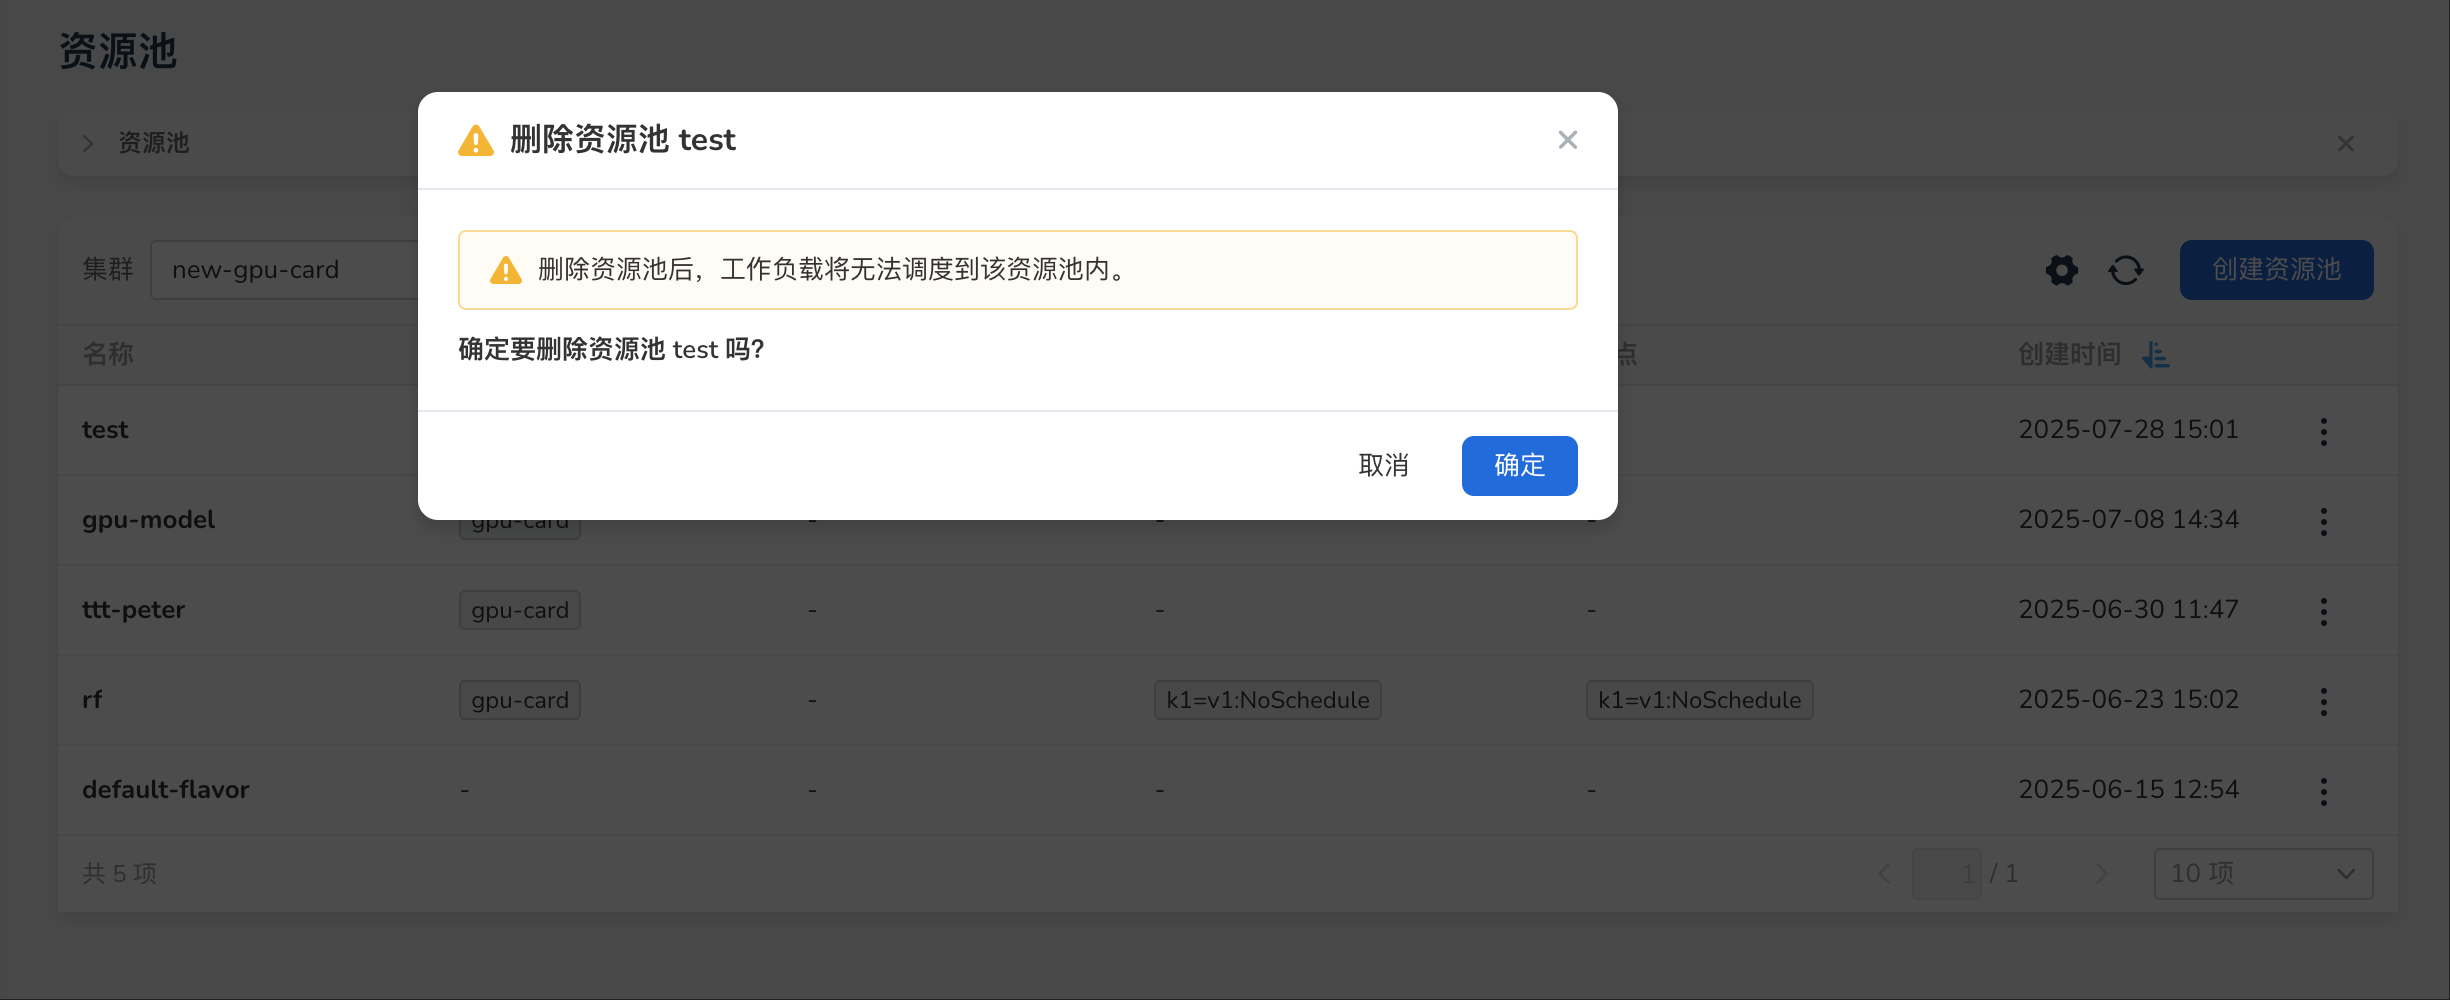 资源池
资源池
删除资源池 test
删除资源池后，工作负载将无法调度到该资源池内。
确定要删除资源池 test 吗？
取消 确定
集群 new-gpu-card 创建资源池
名称 点 创建时间
test 2025-07-28 15:01
gpu-model gpu-card - - - 2025-07-08 14:34
ttt-peter gpu-card - - - 2025-06-30 11:47
rf gpu-card - k1=v1:NoSchedule k1=v1:NoSchedule 2025-06-23 15:02
default-flavor - - - - 2025-06-15 12:54
共 5 项 1 / 1 10 项